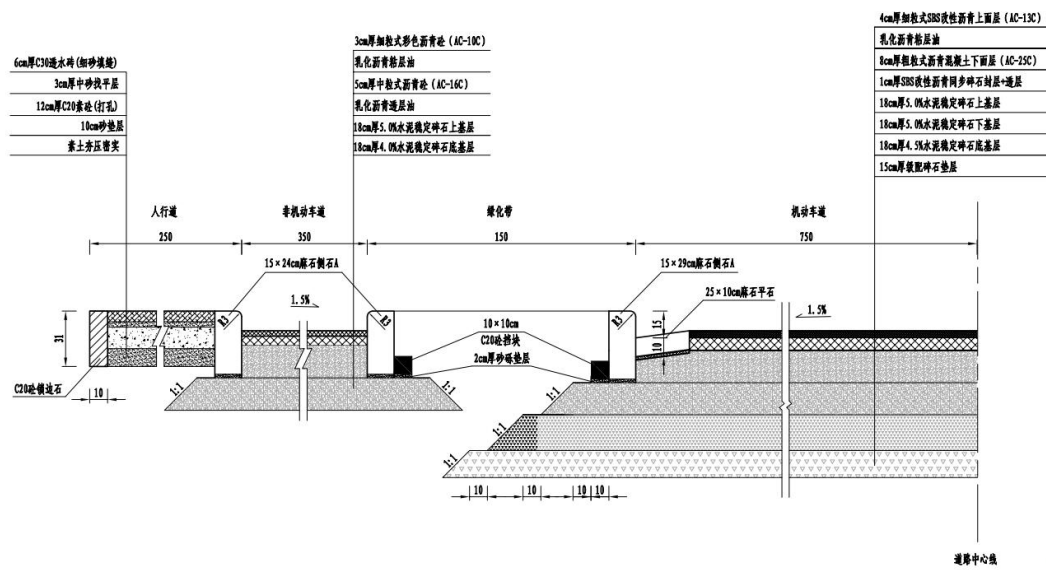 4cm厚细粒式SBS改性沥青上面层（AC-13C）
乳化沥青粘层油
8cm厚粗粒式沥青混凝土下面层（AC-25C）
1cm厚SBS改性沥青同步碎石封层+透层
18cm厚5.0%水泥稳定碎石上基层
18cm厚5.0%水泥稳定碎石下基层
18cm厚4.5%水泥稳定碎石底基层
15cm厚级配碎石垫层
3cm厚细粒式彩色沥青砼（AC-10C）
乳化沥青粘层油
5cm厚中粒式沥青砼（AC-16C）
乳化沥青透层油
18cm厚5.0%水泥稳定碎石上基层
18cm厚4.0%水泥稳定碎石底基层
6cm厚C30透水砖(细砂填缝)
3cm厚中砂找平层
12cm厚C20素砼(打孔)
10cm砂垫层
素土夯压密实
人行道
非机动车道
绿化带
机动车道
250
350
150
750
15×24cm麻石侧石A
15×29cm麻石侧石A
25×10cm麻石平石
1.5%
1.5%
R3
R3
R3
31
15
10
10×10cm
C20砼挡块
2cm厚砂砾垫层
C20砼锁边石
10
1:1
1:1
1:1
1:1
1:1
10
10
10
10
道路中心线